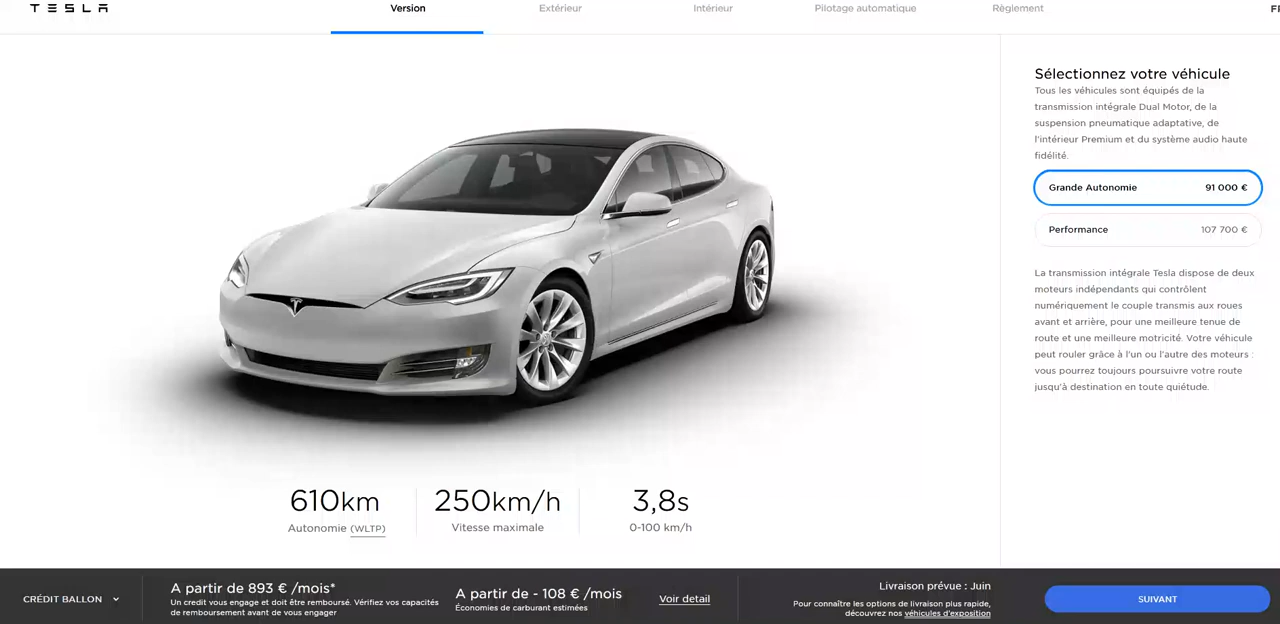 TESLA
Version
Extérieur
Intérieur
Pilotage automatique
Règlement
Sélectionnez votre véhicule
Tous les véhicules sont équipés de la
transmission intégrale Dual Motor, de la
suspension pneumatique adaptative, de
l'intérieur Premium et du système audio haute
fidélité.
Grande Autonomie 91 000 €
Performance 107 700 €
La transmission intégrale Tesla dispose de deux
moteurs indépendants qui contrôlent
numériquement le couple transmis aux roues
avant et arrière, pour une meilleure tenue de
route et une meilleure motricité. Votre véhicule
peut rouler grâce à l'un ou l'autre des moteurs :
vous pourrez toujours poursuivre votre route
jusqu'à destination en toute quiétude.
610km
Autonomie (WLTP)
250km/h
Vitesse maximale
3,8s
0-100 km/h
CRÉDIT BALLON
A partir de 893 € /mois*
Un credit vous engage et doit être remboursé. Vérifiez vos capacités
de remboursement avant de vous engager
A partir de - 108 € /mois
Économies de carburant estimées
Voir detail
Livraison prévue : Juin
Pour connaître les options de livraison plus rapide,
découvrez nos véhicules d'exposition
SUIVANT